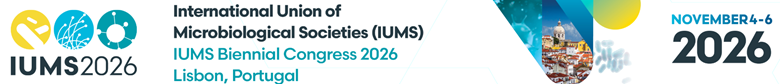 IUMS2026
International Union of
Microbiological Societies (IUMS)
IUMS Biennial Congress 2026
Lisbon, Portugal
NOVEMBER 4-6
2026